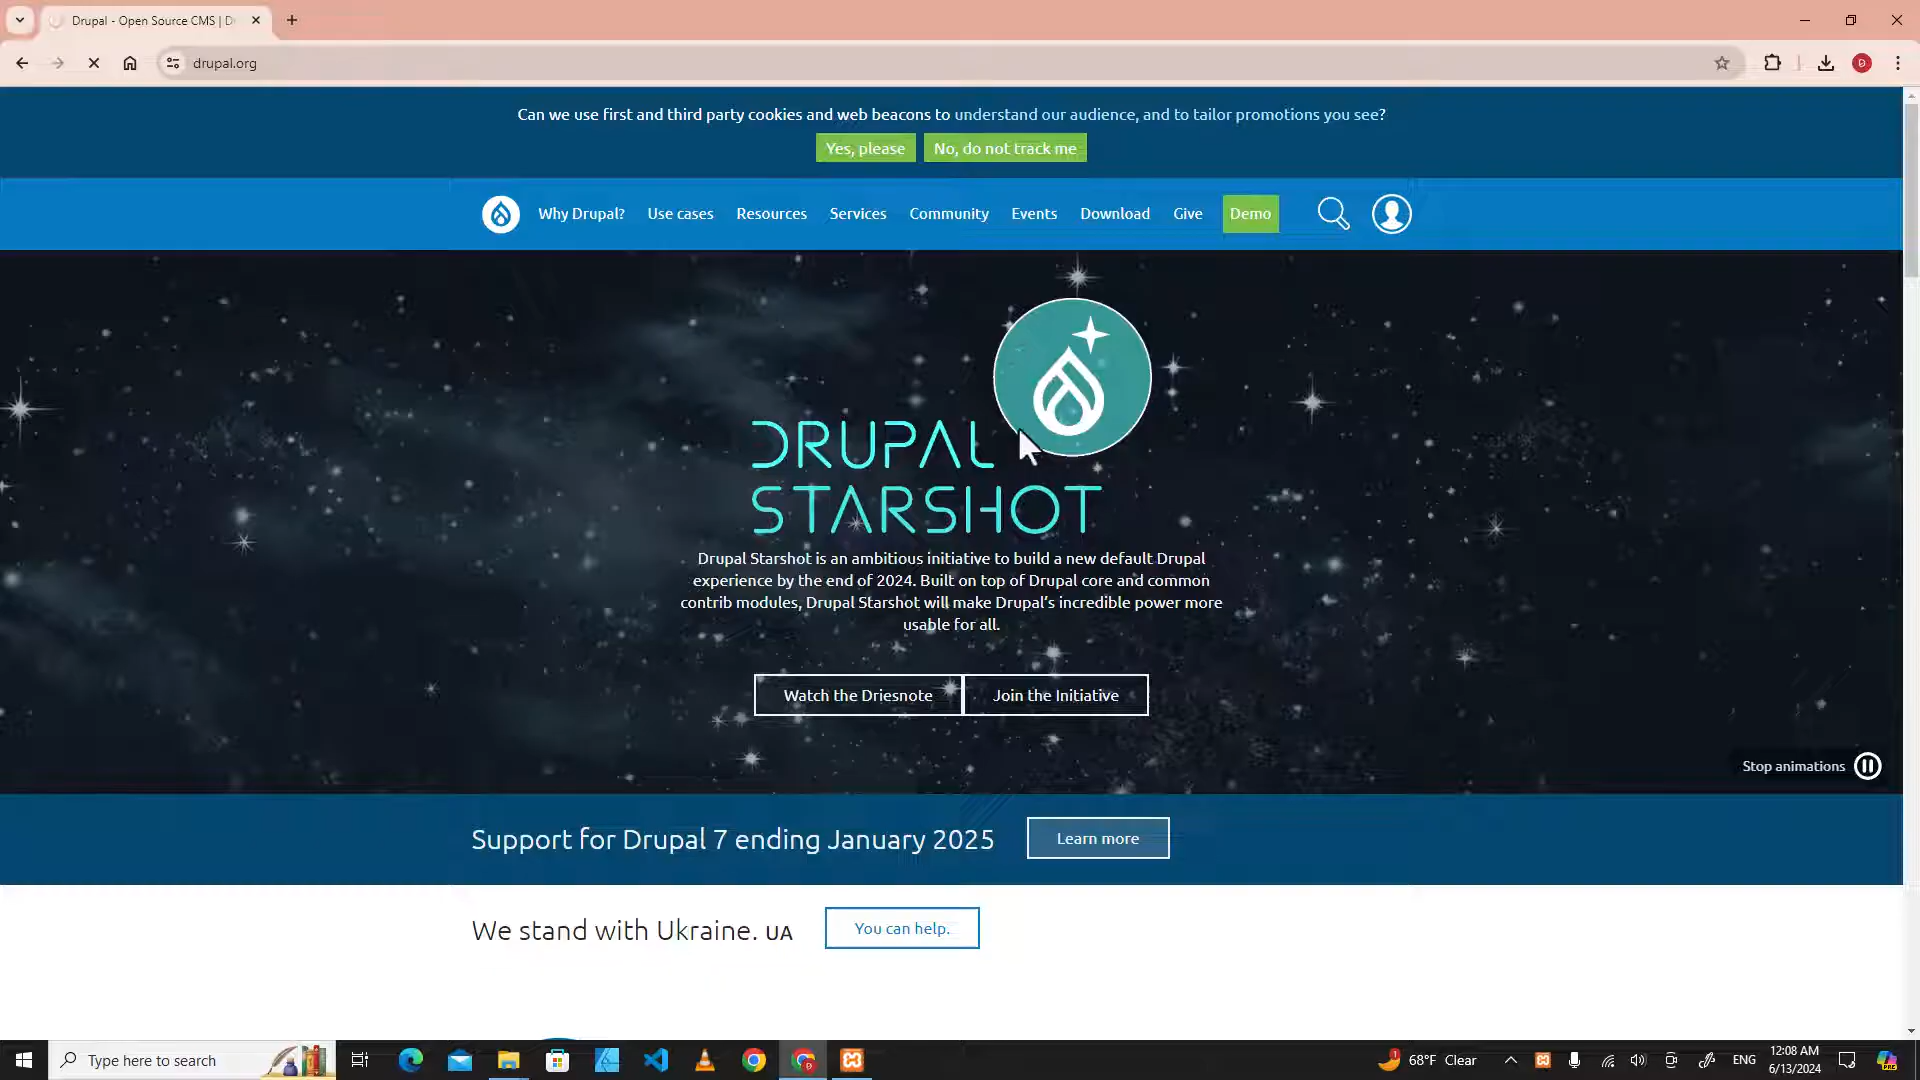 Drupal - Open Source CMS | D
drupal.org
Can we use first and third party cookies and web beacons to understand our audience, and to tailor promotions you see?
Yes, please
No, do not track me
Why Drupal?
Use cases
Resources
Services
Community
Events
Download
Give
Demo
DRUPAL
STARSHOT
Drupal Starshot is an ambitious initiative to build a new default Drupal
experience by the end of 2024. Built on top of Drupal core and common
contrib modules, Drupal Starshot will make Drupal’s incredible power more
usable for all.
Watch the Driesnote
Join the Initiative
Stop animations
Support for Drupal 7 ending January 2025
Learn more
We stand with Ukraine. UA
You can help.
Type here to search
1
68°F Clear
ENG
12:08 AM
6/13/2024